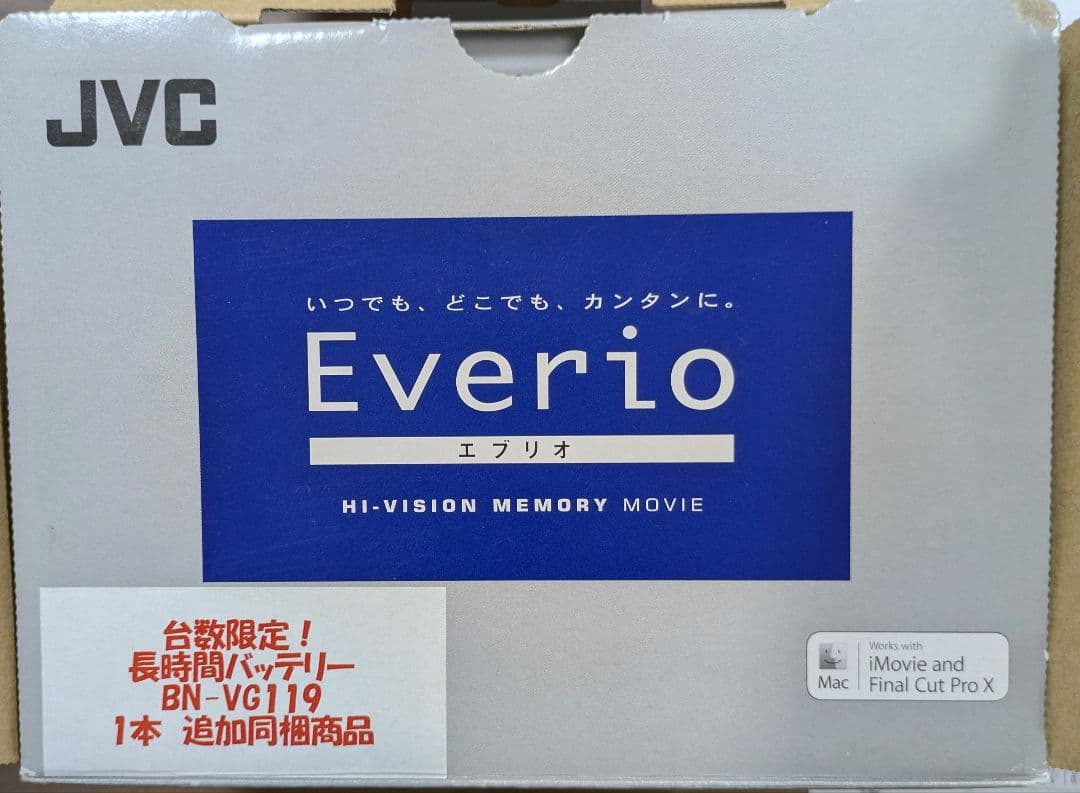 JVC
いつでも、どこでも、カンタンに。
Everio
エブリオ
HI-VISION MEMORY MOVIE
台数限定!
長時間バッテリー
BN-VG119
1本 追加同梱商品
Mac
Works with
iMovie and
Final Cut Pro X